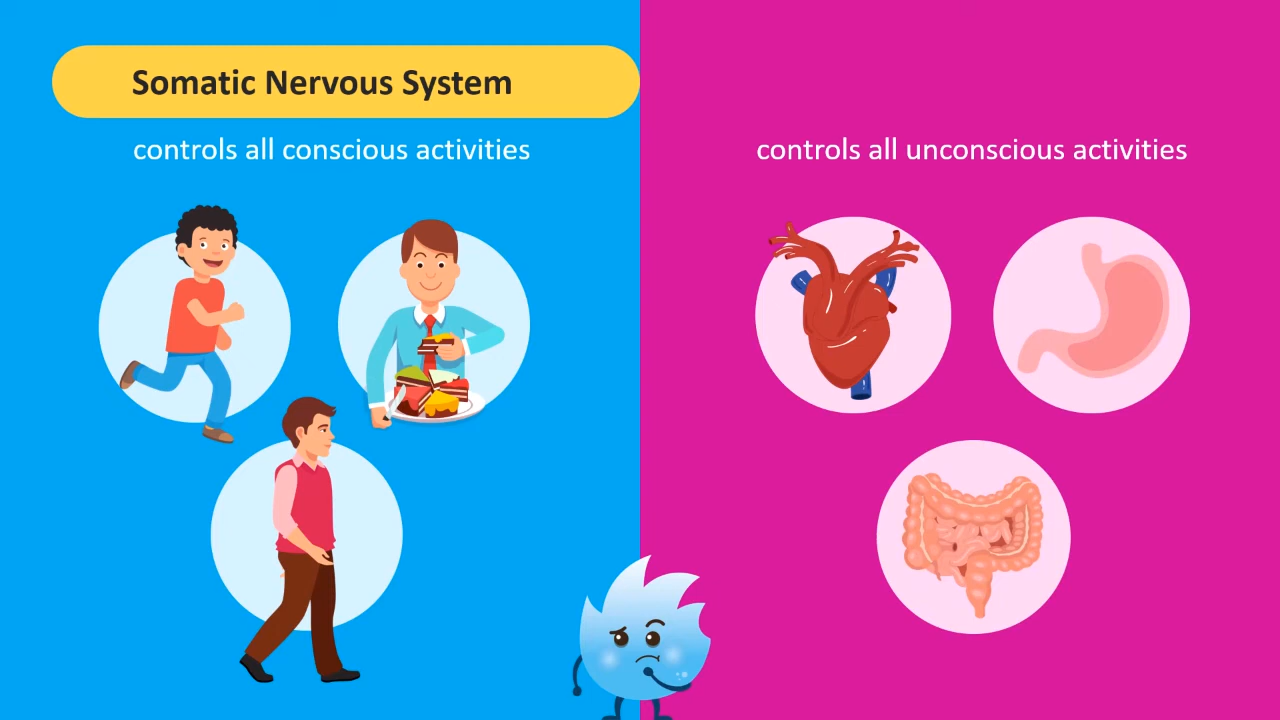 Somatic Nervous System
controls all conscious activities
controls all unconscious activities